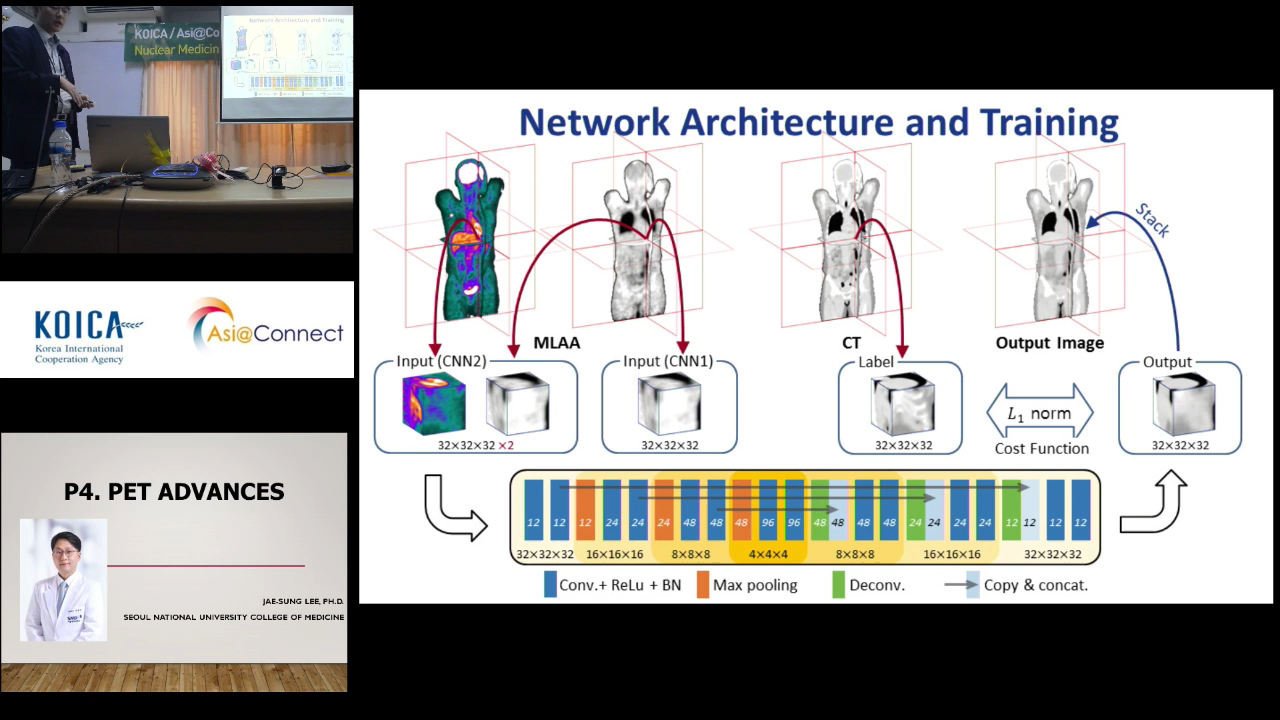 KOICA / Asi@Co
Nuclear Medicin
Network Architecture and Training
KOICA
Korea International
Cooperation Agency
Asi@Connect
P4. PET ADVANCES
JAE-SUNG LEE, PH.D.
SEOUL NATIONAL UNIVERSITY COLLEGE OF MEDICINE
Network Architecture and Training
Stack
MLAA
CT
Output Image
Input (CNN2)
32×32×32 ×2
Input (CNN1)
32×32×32
Label
32×32×32
L₁ norm
Cost Function
Output
32×32×32
12 12 12 24 24 24 48 48 48 96 96 48 48 48 48 24 24 24 24 12 12 12 12
32×32×32 16×16×16 8×8×8 4×4×4 8×8×8 16×16×16 32×32×32
Conv.+ ReLu + BN Max pooling Deconv. Copy & concat.